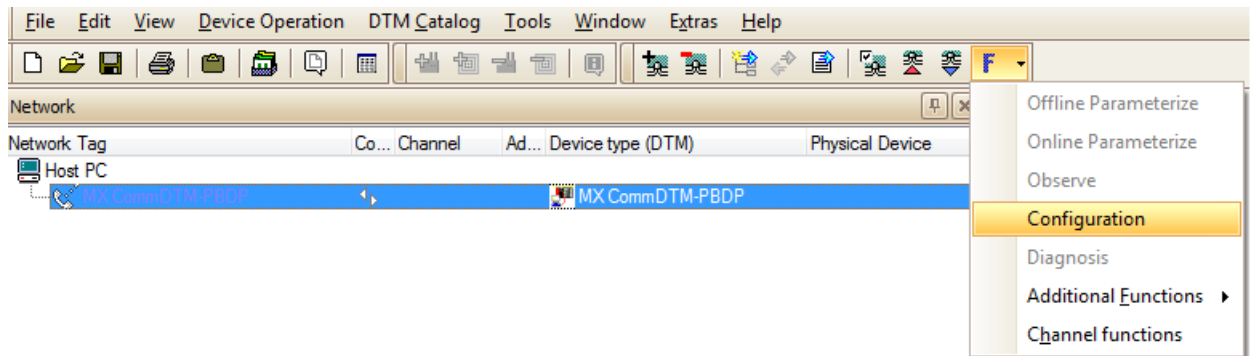 File Edit View Device Operation DTM Catalog Tools Window Extras Help
F
Network
Network Tag Co... Channel Ad... Device type (DTM) Physical Device
Host PC
MX CommDTM-PBDP MX CommDTM-PBDP
Offline Parameterize
Online Parameterize
Observe
Configuration
Diagnosis
Additional Functions
Channel functions